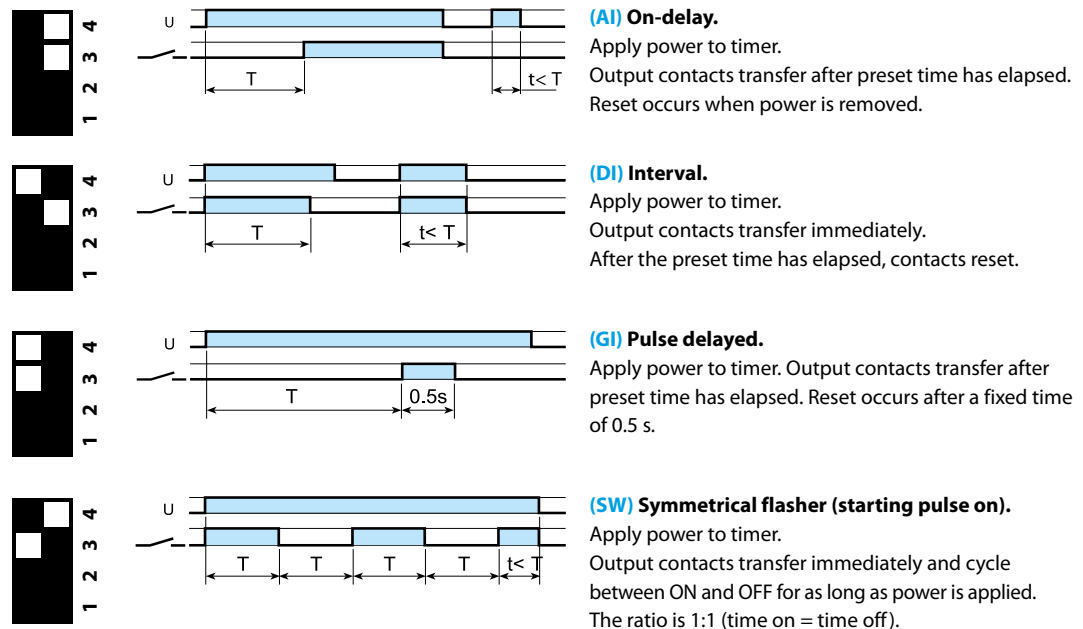 4
3
2
1
U
T
t< T
(AI) On-delay.
Apply power to timer.
Output contacts transfer after preset time has elapsed.
Reset occurs when power is removed.
4
3
2
1
U
T
t< T
(DI) Interval.
Apply power to timer.
Output contacts transfer immediately.
After the preset time has elapsed, contacts reset.
4
3
2
1
U
T
0.5s
(GI) Pulse delayed.
Apply power to timer. Output contacts transfer after
preset time has elapsed. Reset occurs after a fixed time
of 0.5 s.
4
3
2
1
U
T T T T t< T
(SW) Symmetrical flasher (starting pulse on).
Apply power to timer.
Output contacts transfer immediately and cycle
between ON and OFF for as long as power is applied.
The ratio is 1:1 (time on = time off).